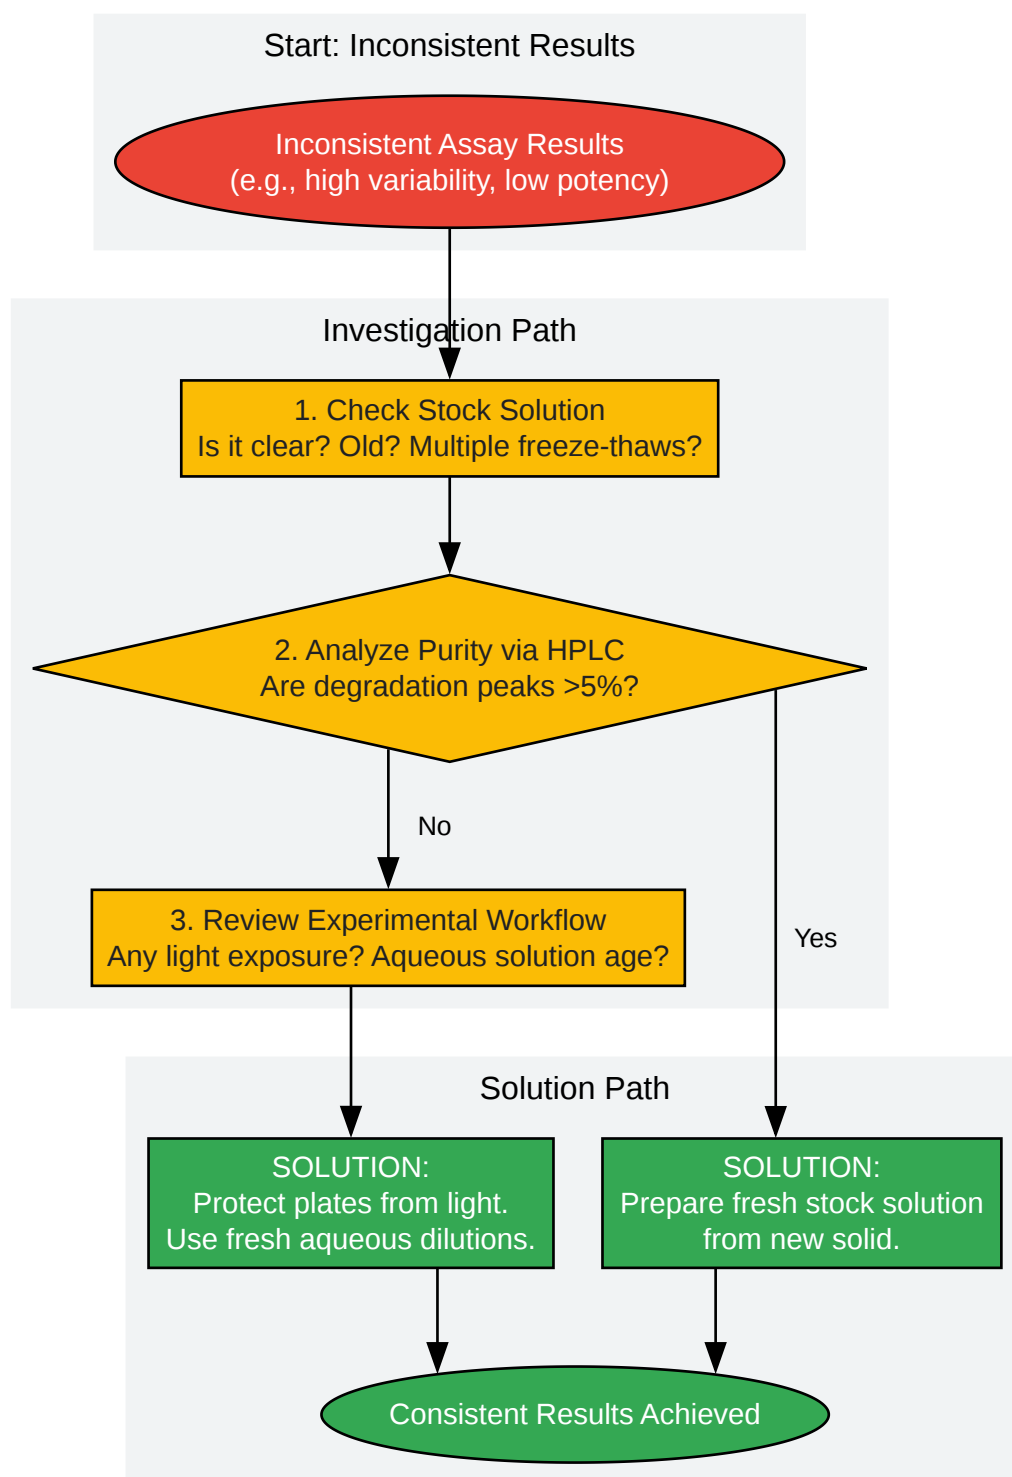 Start: Inconsistent Results
Inconsistent Assay Results
(e.g., high variability, low potency)
Investigation Path
1. Check Stock Solution
Is it clear? Old? Multiple freeze-thaws?
2. Analyze Purity via HPLC
Are degradation peaks >5%?
No
3. Review Experimental Workflow
Any light exposure? Aqueous solution age?
Yes
Solution Path
SOLUTION:
Protect plates from light.
Use fresh aqueous dilutions.
SOLUTION:
Prepare fresh stock solution
from new solid.
Consistent Results Achieved